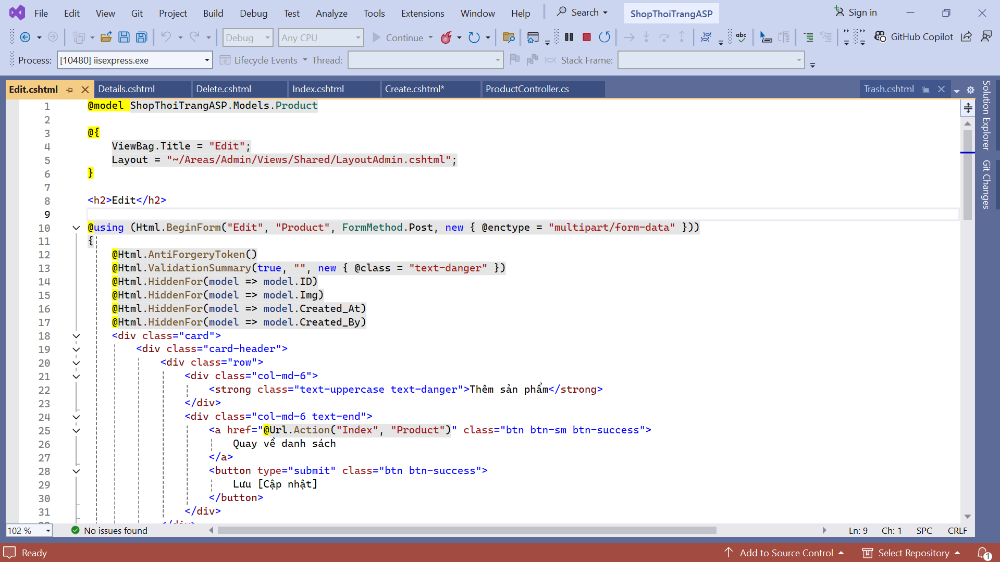 File Edit View Git Project Build Debug Test Analyze Tools Extensions Window Help Search ShopThoiTrangASP Sign in
Debug Any CPU Continue abc GitHub Copilot
Process: [10480] iisexpress.exe Lifecycle Events Thread: Stack Frame:
Edit.cshtml Details.cshtml Delete.cshtml Index.cshtml Create.cshtml* ProductController.cs Trash.cshtml
Solution Explorer
Git Changes
1 @model ShopThoiTrangASP.Models.Product
2
3 @{
4 ViewBag.Title = "Edit";
5 Layout = "~/Areas/Admin/Views/Shared/LayoutAdmin.cshtml";
6 }
7
8 <h2>Edit</h2>
9
10 @using (Html.BeginForm("Edit", "Product", FormMethod.Post, new { @enctype = "multipart/form-data" }))
11 {
12 @Html.AntiForgeryToken()
13 @Html.ValidationSummary(true, "", new { @class = "text-danger" })
14 @Html.HiddenFor(model => model.ID)
15 @Html.HiddenFor(model => model.Img)
16 @Html.HiddenFor(model => model.Created_At)
17 @Html.HiddenFor(model => model.Created_By)
18 <div class="card">
19 <div class="card-header">
20 <div class="row">
21 <div class="col-md-6">
22 <strong class="text-uppercase text-danger">Thêm sản phẩm</strong>
23 </div>
24 <div class="col-md-6 text-end">
25 <a href="@Url.Action("Index", "Product")" class="btn btn-sm btn-success">
26 Quay về danh sách
27 </a>
28 <button type="submit" class="btn btn-success">
29 Lưu [Cập nhật]
30 </button>
31 </div>
102 % No issues found Ln: 9 Ch: 1 SPC CRLF
Ready Add to Source Control Select Repository 1